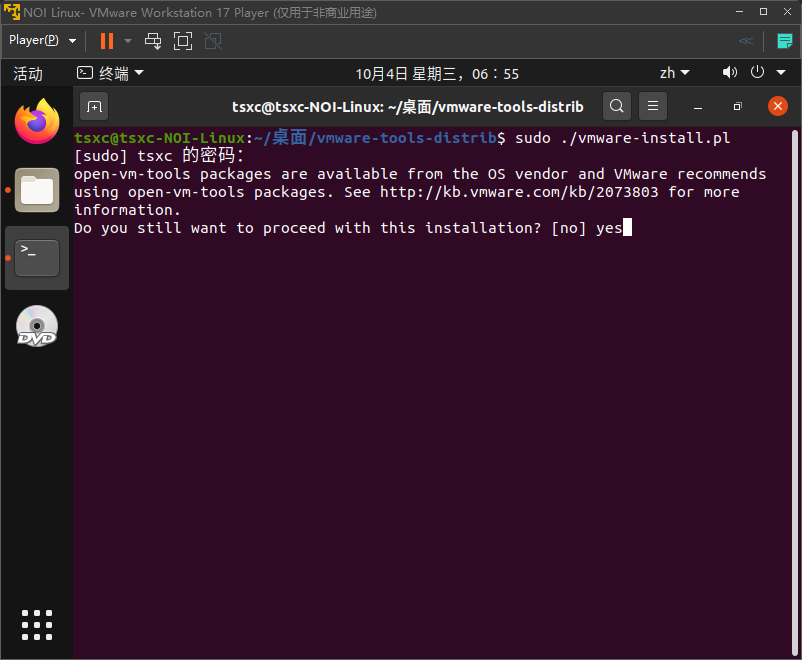 NOI Linux- VMware Workstation 17 Player (仅用于非商业用途)
Player(P)
活动
终端
10月4日 星期三，06：55
zh
tsxc@tsxc-NOI-Linux: ~/桌面/vmware-tools-distrib
tsxc@tsxc-NOI-Linux:~/桌面/vmware-tools-distrib$ sudo ./vmware-install.pl
[sudo] tsxc 的密码：
open-vm-tools packages are available from the OS vendor and VMware recommends
using open-vm-tools packages. See http://kb.vmware.com/kb/2073803 for more
information.
Do you still want to proceed with this installation? [no] yes
DVD